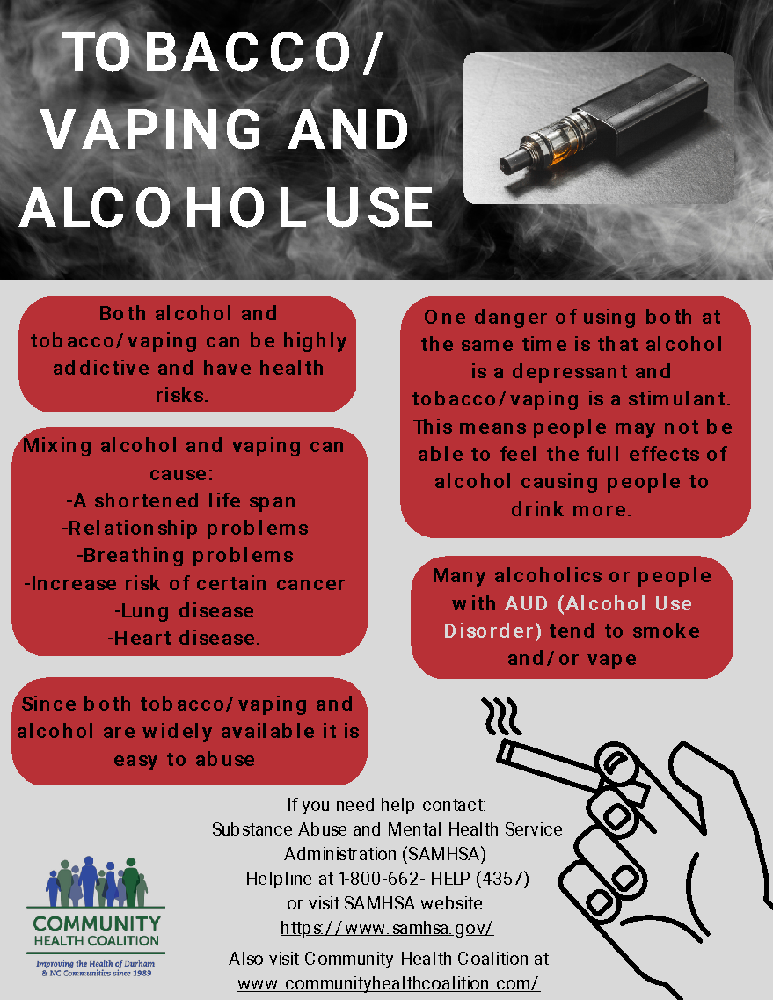 TOBACCO/
VAPING AND
ALCOHOL USE
Both alcohol and
tobacco/vaping can be highly
addictive and have health
risks.
Mixing alcohol and vaping can
cause:
-A shortened life span
-Relationship problems
-Breathing problems
-Increase risk of certain cancer
-Lung disease
-Heart disease.
Since both tobacco/vaping and
alcohol are widely available it is
easy to abuse
One danger of using both at
the same time is that alcohol
is a depressant and
tobacco/vaping is a stimulant.
This means people may not be
able to feel the full effects of
alcohol causing people to
drink more.
Many alcoholics or people
with AUD (Alcohol Use
Disorder) tend to smoke
and/or vape
If you need help contact:
Substance Abuse and Mental Health Service
Administration (SAMHSA)
Helpline at 1-800-662- HELP (4357)
or visit SAMHSA website
https://www.samhsa.gov/
Also visit Community Health Coalition at
www.communityhealthcoalition.com/
COMMUNITY
HEALTH COALITION
Improving the Health of Durham
& NC Communities since 1989